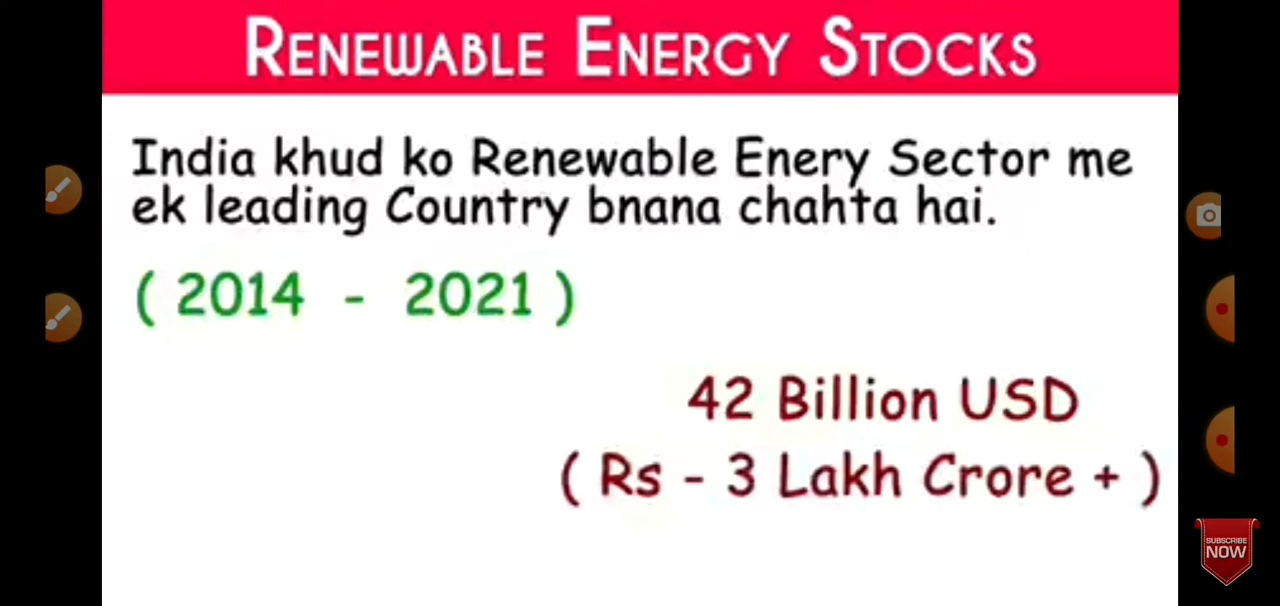 RENEWABLE ENERGY STOCKS
India khud ko Renewable Enery Sector me
ek leading Country bnana chahta hai.
( 2014 - 2021 )
42 Billion USD
( Rs - 3 Lakh Crore + )
SUBSCRIBE
NOW